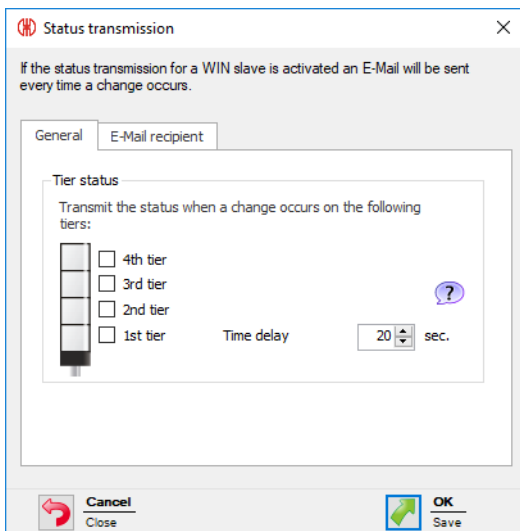 Status transmission
If the status transmission for a WIN slave is activated an E-Mail will be sent
every time a change occurs.
General
E-Mail recipient
Tier status
Transmit the status when a change occurs on the following
tiers:
4th tier
3rd tier
2nd tier
1st tier Time delay 20 sec.
?
Cancel
Close
OK
Save